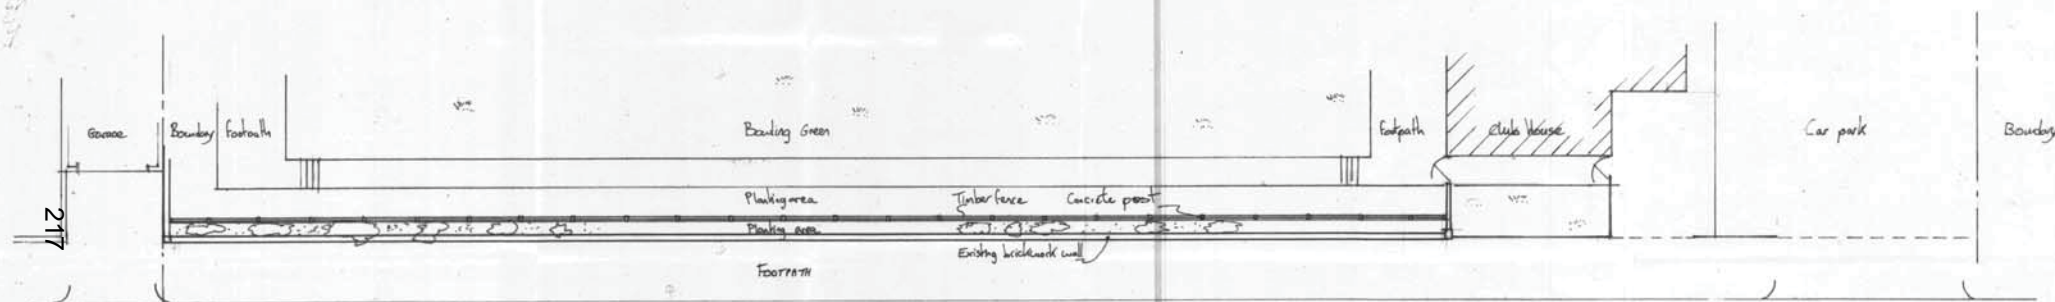 Garage
Boundary
Footpath
Bowling Green
Footpath
Club House
Car park
Boundary
Planting area
Timber fence
Concrete post
Planting area
Existing brickwork wall
FOOTPATH
217